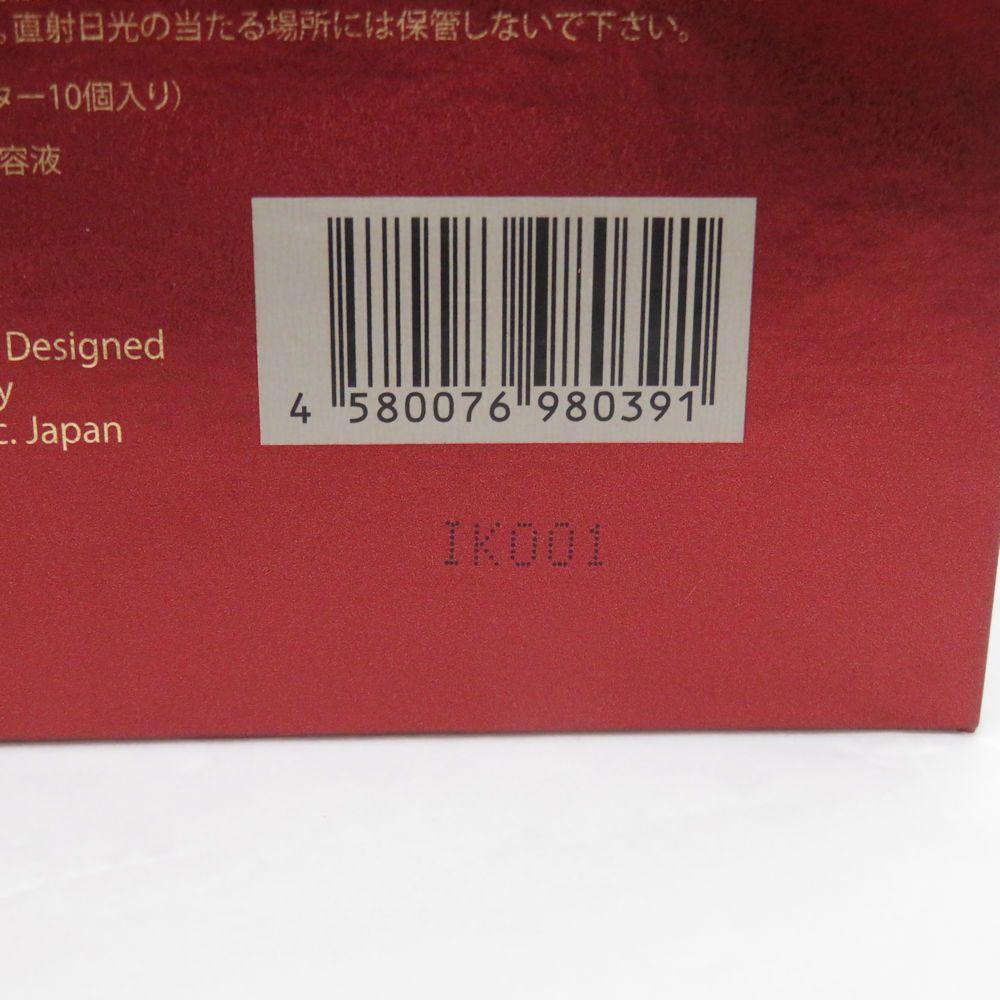 。直射日光の当たる場所には保管しないで下さい。
ター10個入り)
容液
Designed
y
c. Japan
4 580076 980391
IK001